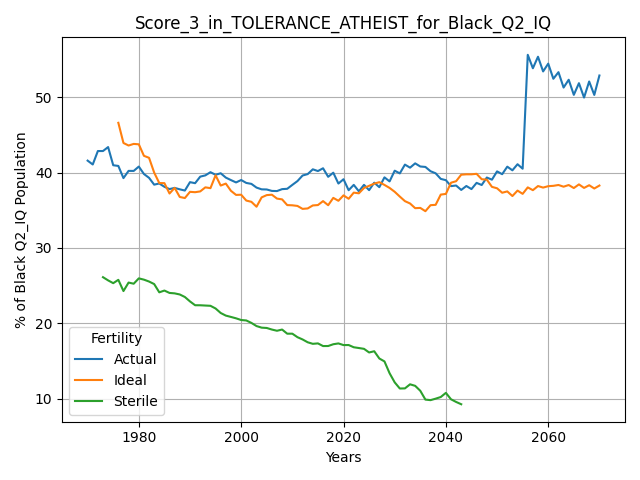 Score_3_in_TOLERANCE_ATHEIST_for_Black_Q2_IQ
% of Black Q2_IQ Population
50
40
30
20
10
Fertility
Actual
Ideal
Sterile
1980 2000 2020 2040 2060
Years